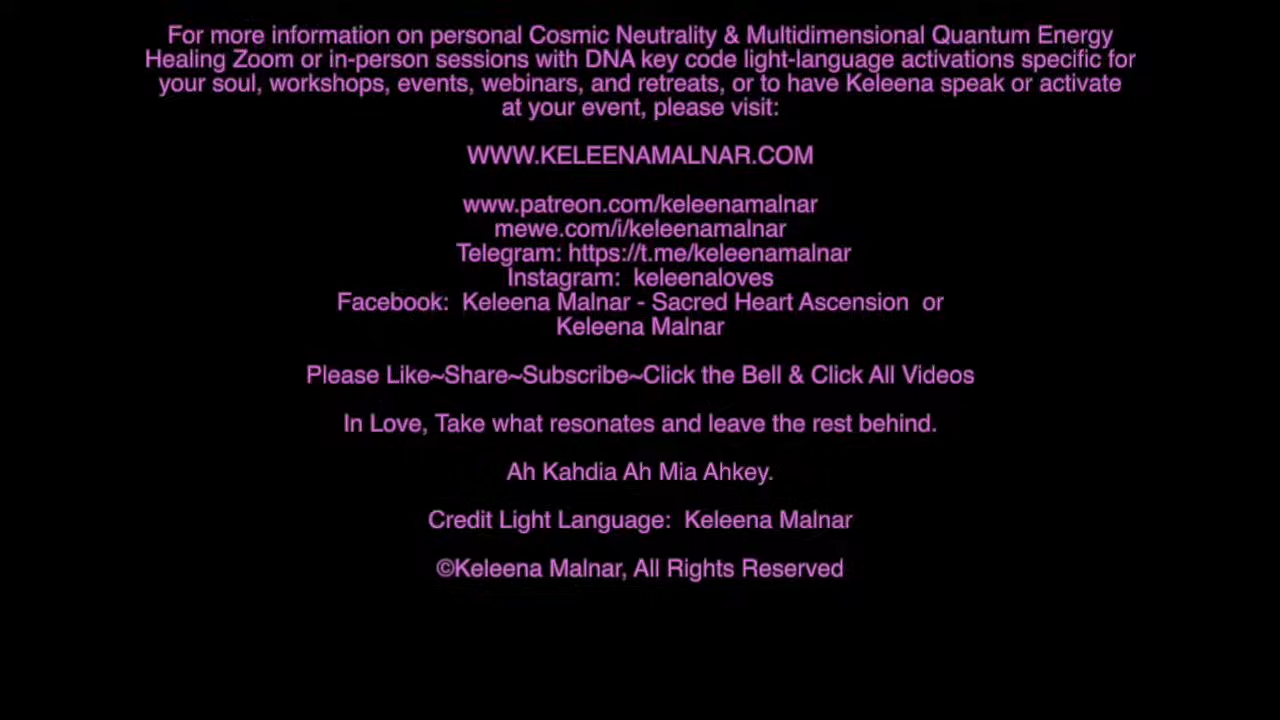 For more information on personal Cosmic Neutrality & Multidimensional Quantum Energy
Healing Zoom or in-person sessions with DNA key code light-language activations specific for
your soul, workshops, events, webinars, and retreats, or to have Keleena speak or activate
at your event, please visit:
WWW.KELEENAMALNAR.COM
www.patreon.com/keleenamalnar
mewe.com/i/keleenamalnar
Telegram: https://t.me/keleenamalnar
Instagram:  keleenaloves
Facebook:  Keleena Malnar - Sacred Heart Ascension  or
Keleena Malnar
Please Like~Share~Subscribe~Click the Bell & Click All Videos
In Love, Take what resonates and leave the rest behind.
Ah Kahdia Ah Mia Ahkey.
Credit Light Language:  Keleena Malnar
©Keleena Malnar, All Rights Reserved